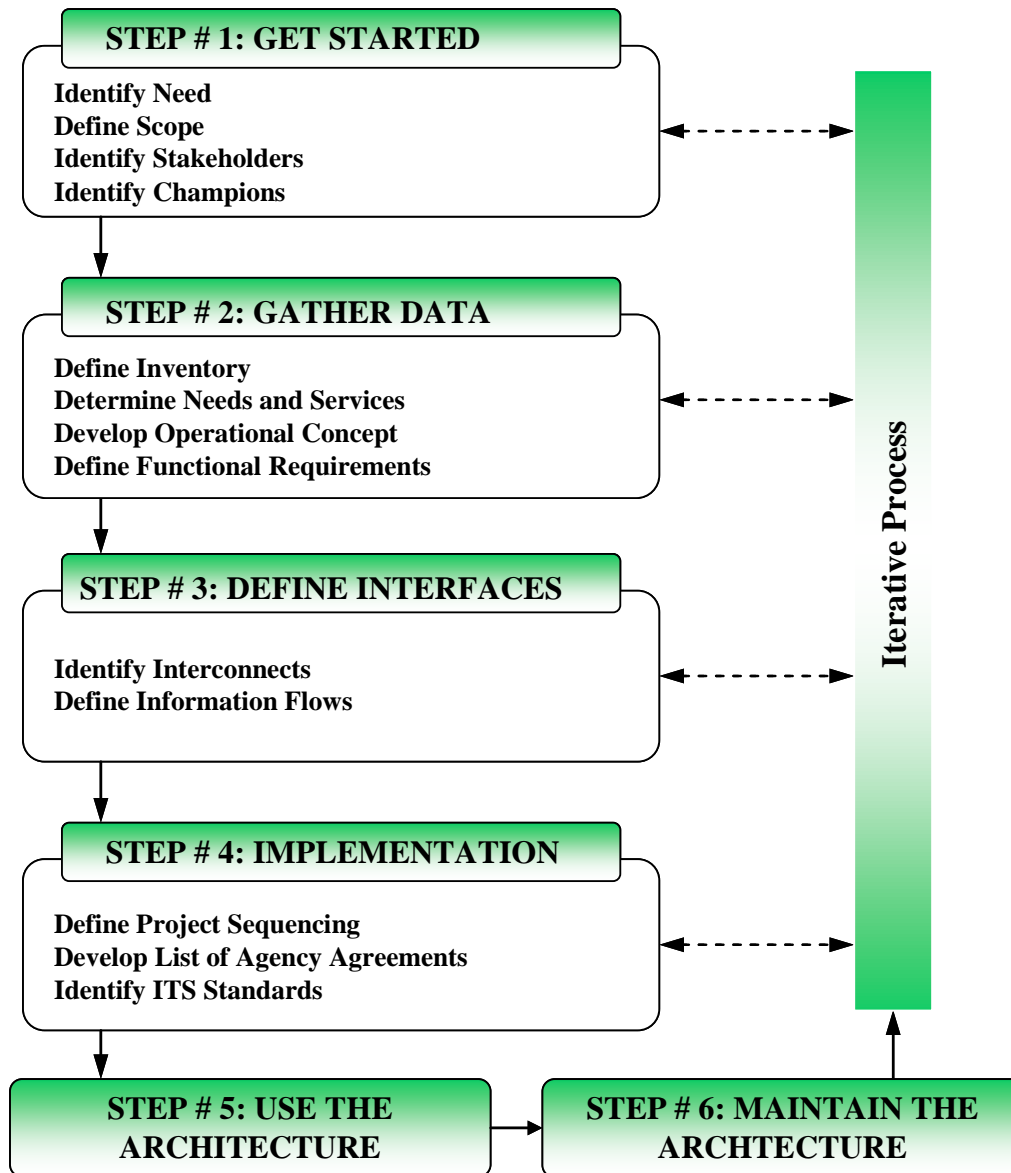 STEP # 1: GET STARTED
Identify Need
Define Scope
Identify Stakeholders
Identify Champions
STEP # 2: GATHER DATA
Define Inventory
Determine Needs and Services
Develop Operational Concept
Define Functional Requirements
STEP # 3: DEFINE INTERFACES
Identify Interconnects
Define Information Flows
STEP # 4: IMPLEMENTATION
Define Project Sequencing
Develop List of Agency Agreements
Identify ITS Standards
STEP # 5: USE THE
ARCHITECTURE
STEP # 6: MAINTAIN THE
ARCHTECTURE
Iterative Process